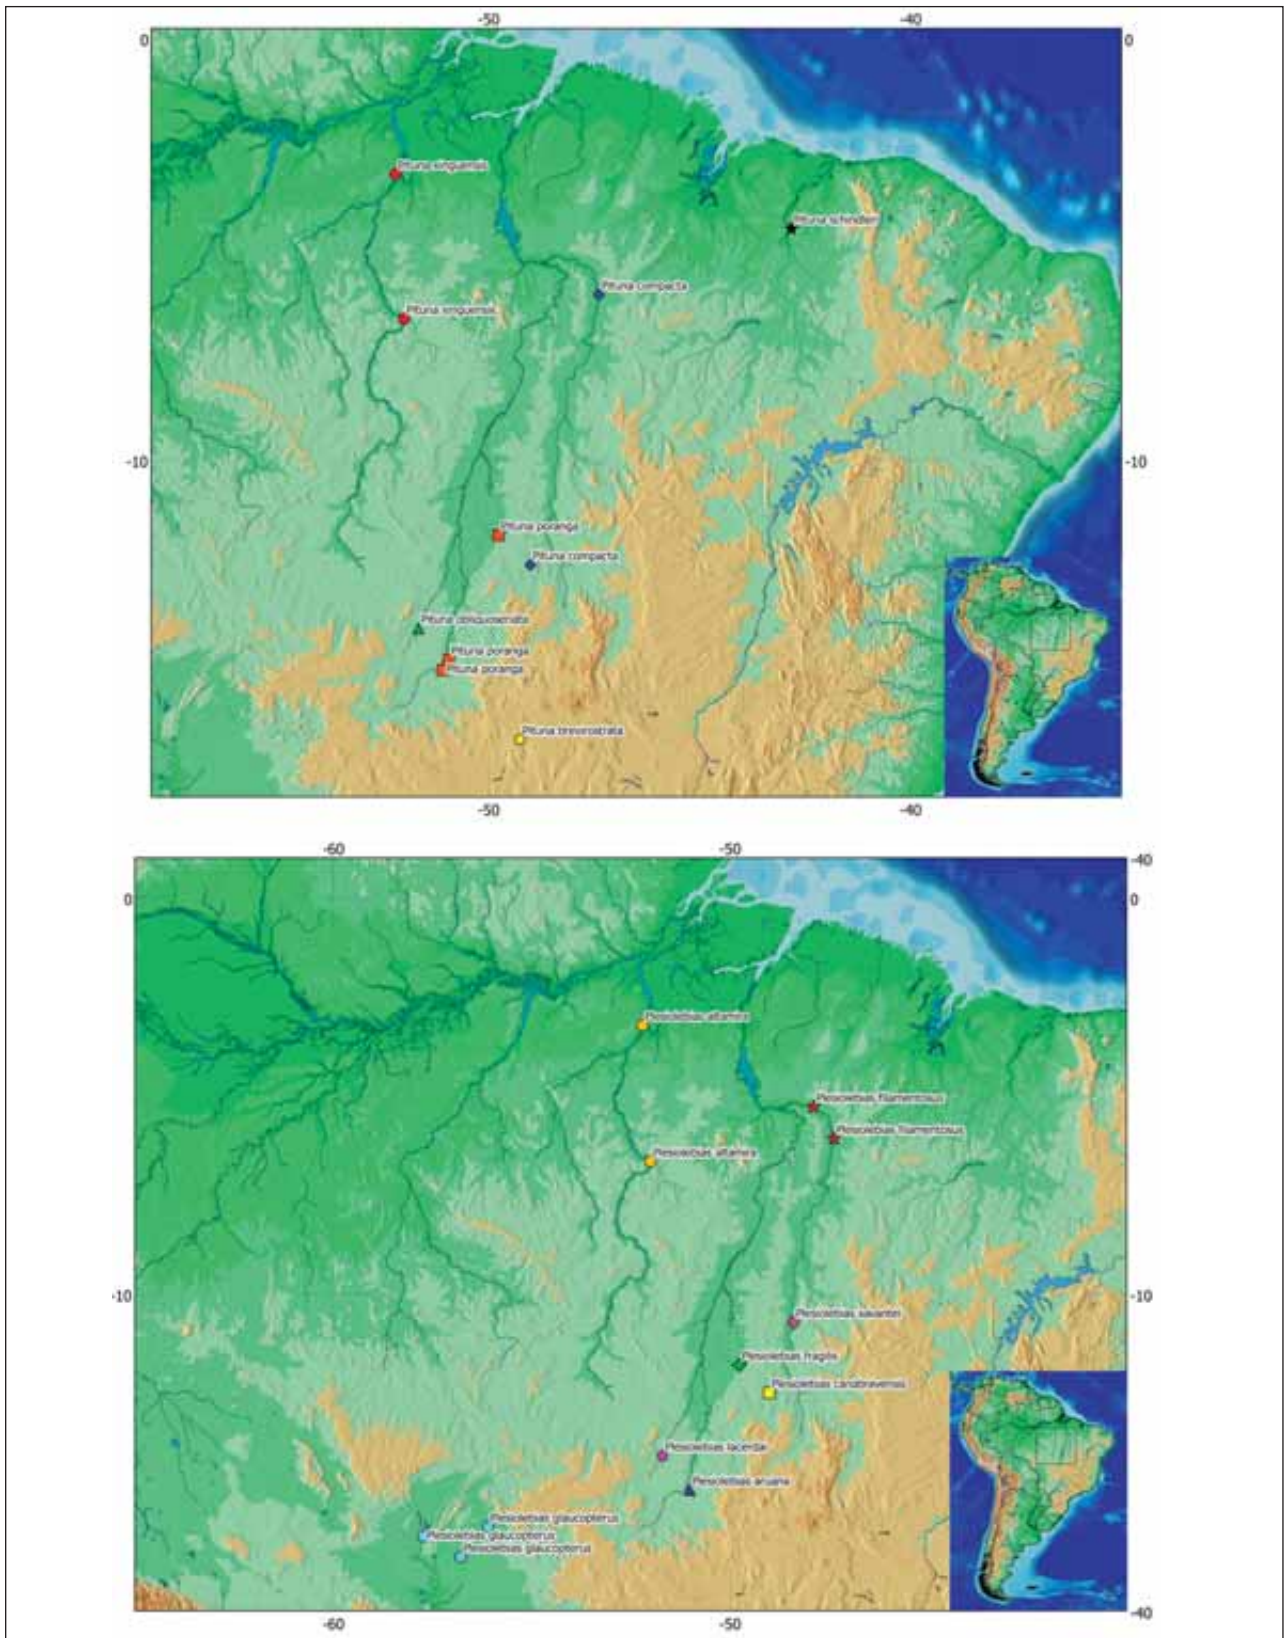 -50 -40
0 0
Pituna xinguensis
Pituna schindleri
Pituna compacta
Pituna xinguensis
-10 -10
Pituna poranga
Pituna compacta
Pituna obliquoseriata
Pituna poranga
Pituna poranga
Pituna brevirostrata
-50 -40
-60 -50 -40
0 0
Plesiolebias altamira
Plesiolebias filamentosus
Plesiolebias filamentosus
Plesiolebias altamira
-10 -10
Plesiolebias xavantei
Plesiolebias fragilis
Plesiolebias canabravensis
Plesiolebias lacerdai
Plesiolebias aruana
Plesiolebias glaucopterus
Plesiolebias glaucopterus
Plesiolebias glaucopterus
-60 -50 -40